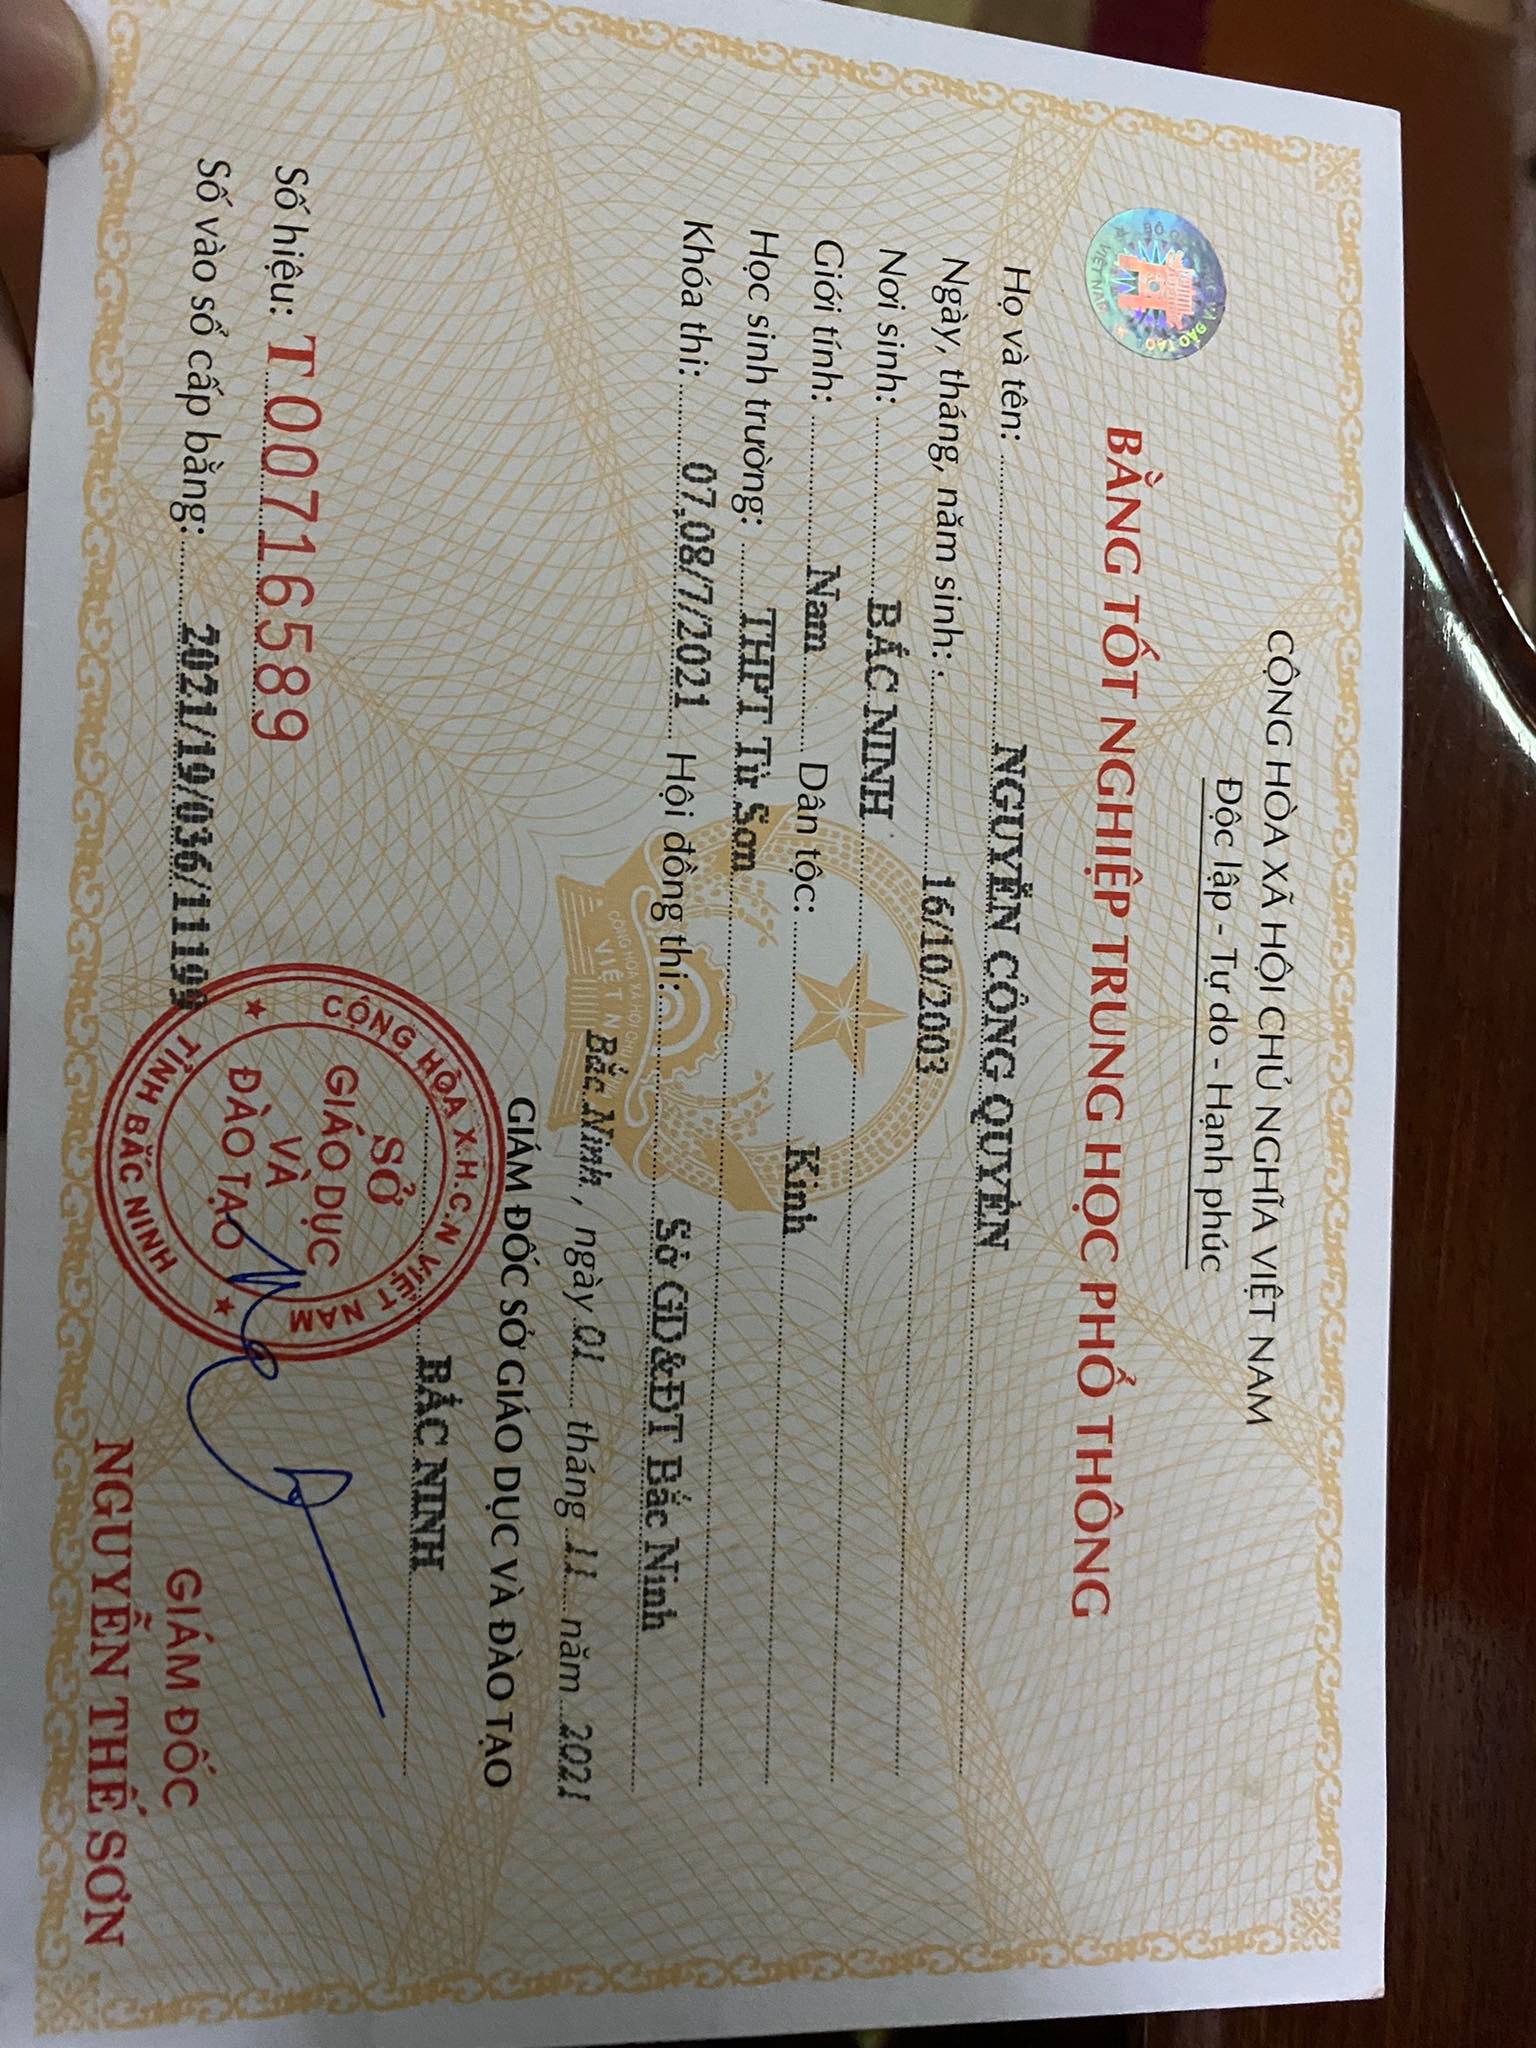 CỘNG HÒA XÃ HỘI CHỦ NGHĨA VIỆT NAM
Độc lập - Tự do - Hạnh phúc
BẰNG TỐT NGHIỆP TRUNG HỌC PHỔ THÔNG
Họ và tên: NGUYỄN CÔNG QUYỀN
Ngày, tháng, năm sinh: 16/10/2003
Nơi sinh: BẮC NINH
Giới tính: Nam Dân tộc: Kinh
Học sinh trường: THPT Từ Sơn
Khóa thi: 07,08/7/2021 Hội đồng thi: Sở GD&ĐT Bắc Ninh
Bắc Ninh, ngày 01 tháng 11 năm 2021
GIÁM ĐỐC SỞ GIÁO DỤC VÀ ĐÀO TẠO
BẮC NINH
CỘNG HÒA X.H.C.N VIỆT NAM
SỞ
GIÁO DỤC
VÀ
ĐÀO TẠO
TỈNH BẮC NINH
Số hiệu: T 00716589
Số vào sổ cấp bằng: 2021/19/036/11199
GIÁM ĐỐC
NGUYỄN THẾ SƠN